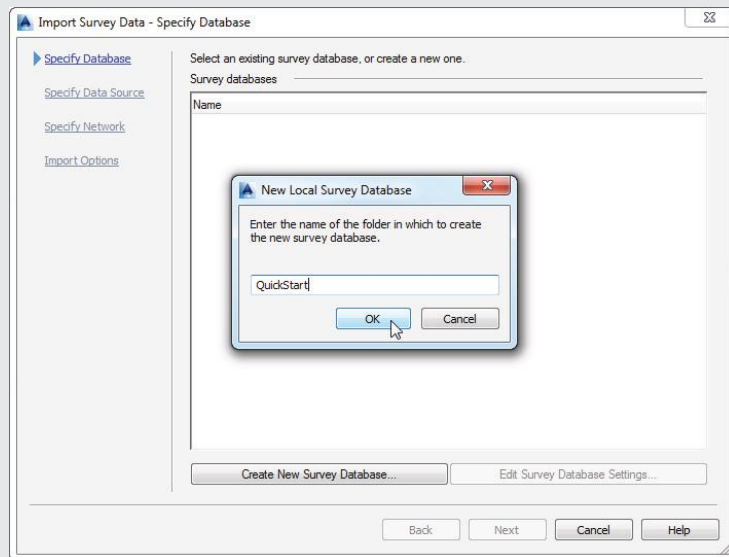 Import Survey Data - Specify Database
Specify Database
Specify Data Source
Specify Network
Import Options
Select an existing survey database, or create a new one.
Survey databases
Name
New Local Survey Database
Enter the name of the folder in which to create
the new survey database.
QuickStart
OK
Cancel
Create New Survey Database...
Edit Survey Database Settings...
Back
Next
Cancel
Help